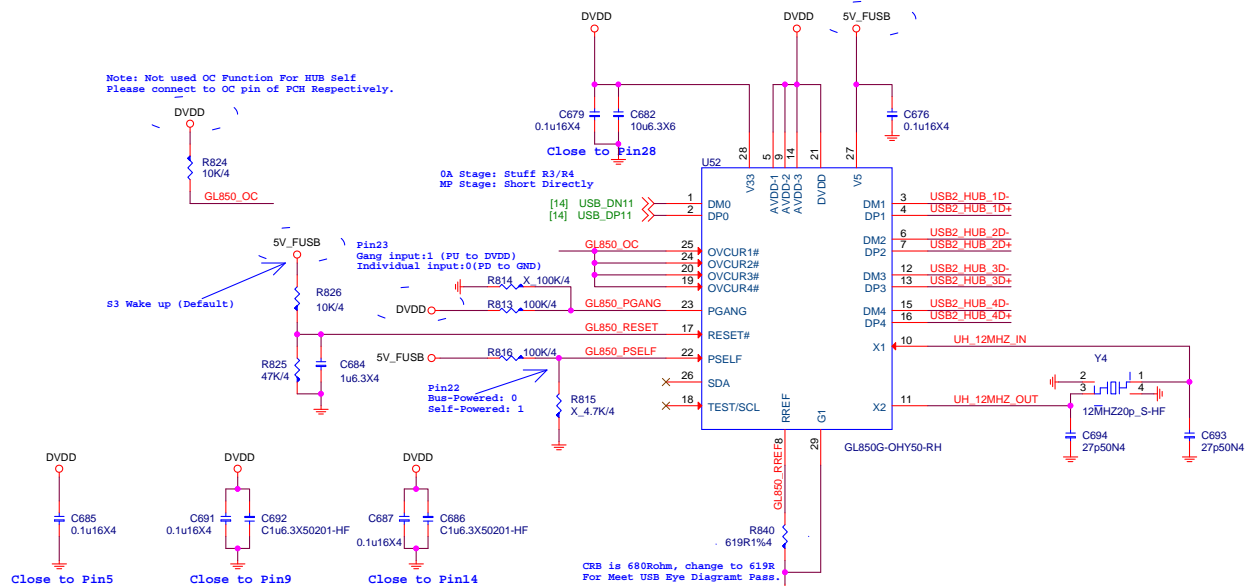 DVDD
DVDD
5V_FUSB
Note: Not used OC Function For HUB Self
Please connect to OC pin of PCH Respectively.
DVDD
R824
10K/4
GL850_OC
C679
0.1u16X4
C682
10u6.3X6
C676
0.1u16X4
Close to Pin28
28
5
9
14
21
27
U52
V33
AVDD-1
AVDD-2
AVDD-3
DVDD
V5
0A Stage: Stuff R3/R4
MP Stage: Short Directly
[14] USB_DN11
[14] USB_DP11
1
2
DM0
DP0
DM1
DP1
3
4
USB2_HUB_1D-
USB2_HUB_1D+
DM2
DP2
6
7
USB2_HUB_2D-
USB2_HUB_2D+
DM3
DP3
12
13
USB2_HUB_3D-
USB2_HUB_3D+
DM4
DP4
15
16
USB2_HUB_4D-
USB2_HUB_4D+
GL850_OC
25
24
20
19
OVCUR1#
OVCUR2#
OVCUR3#
OVCUR4#
5V_FUSB
Pin23
Gang input:1 (PU to DVDD)
Individual input:0(PD to GND)
S3 Wake up (Default)
R826
10K/4
R814
X_100K/4
DVDD
R813
100K/4
GL850_PGANG
23
PGANG
GL850_RESET
17
RESET#
R825
47K/4
C684
1u6.3X4
5V_FUSB
R816
100K/4
GL850_PSELF
22
PSELF
Pin22
Bus-Powered: 0
Self-Powered: 1
R815
X_4.7K/4
26
SDA
18
TEST/SCL
X1
10
UH_12MHZ_IN
X2
11
UH_12MHZ_OUT
Y4
2
3
1
4
12MHZ20p_S-HF
C694
27p50N4
C693
27p50N4
RREF
G1
8
29
GL850G-OHY50-RH
GL850_RREF
R840
619R1%4
CRB is 680Rohm, change to 619R
For Meet USB Eye Diagramt Pass.
DVDD
C685
0.1u16X4
Close to Pin5
DVDD
C691
0.1u16X4
C692
C1u6.3X50201-HF
Close to Pin9
DVDD
C687
0.1u16X4
C686
C1u6.3X50201-HF
Close to Pin14